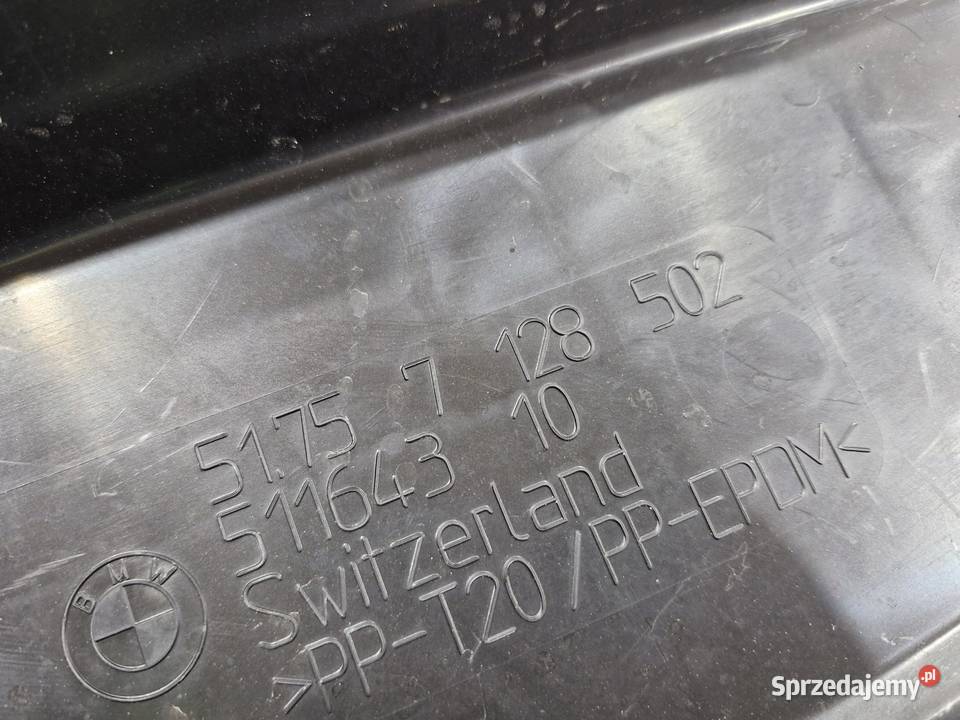 51.75 7 128 502
511643 10
Switzerland
>PP-T20/PP-EPDM<
BMW
Sprzedajemy.pl